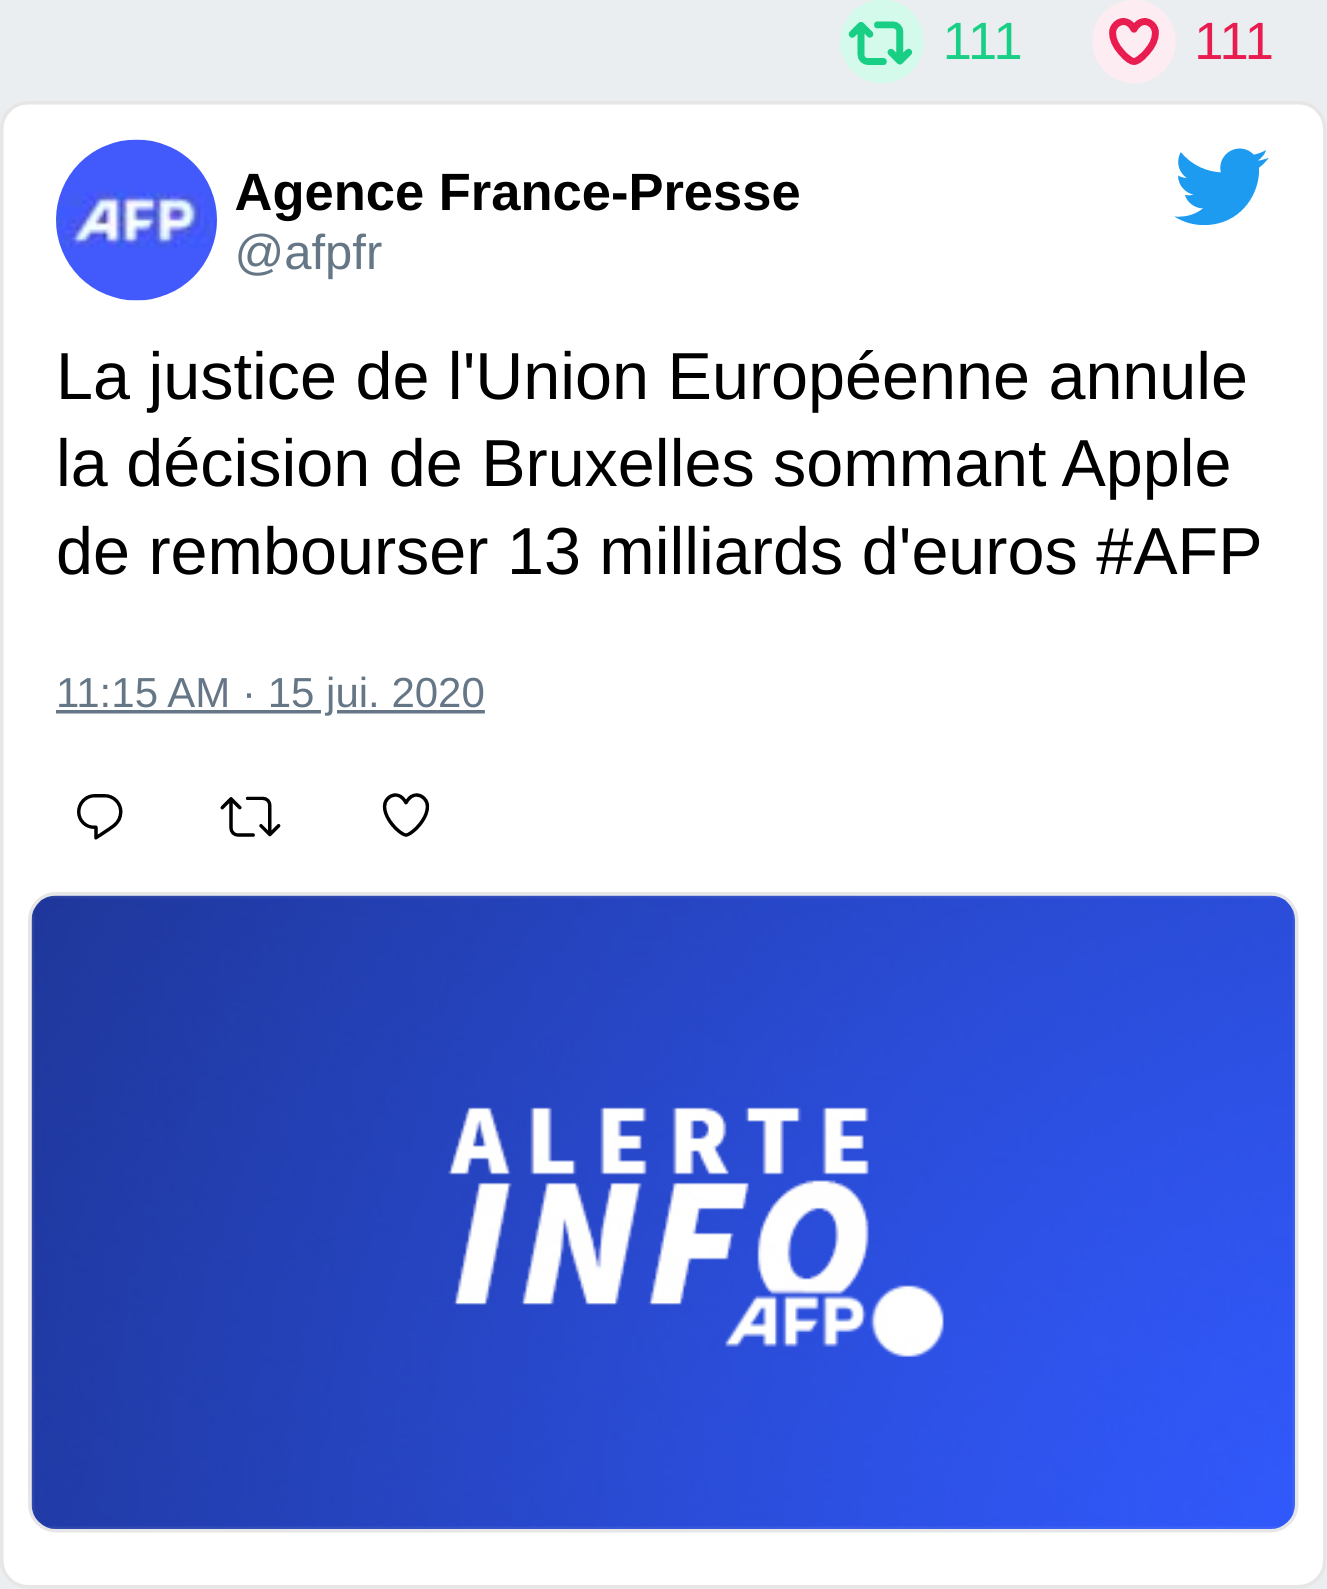 111 111
AFP
Agence France-Presse
@afpfr
La justice de l'Union Européenne annule
la décision de Bruxelles sommant Apple
de rembourser 13 milliards d'euros #AFP
11:15 AM · 15 jui. 2020
ALERTE
INFO
AFP